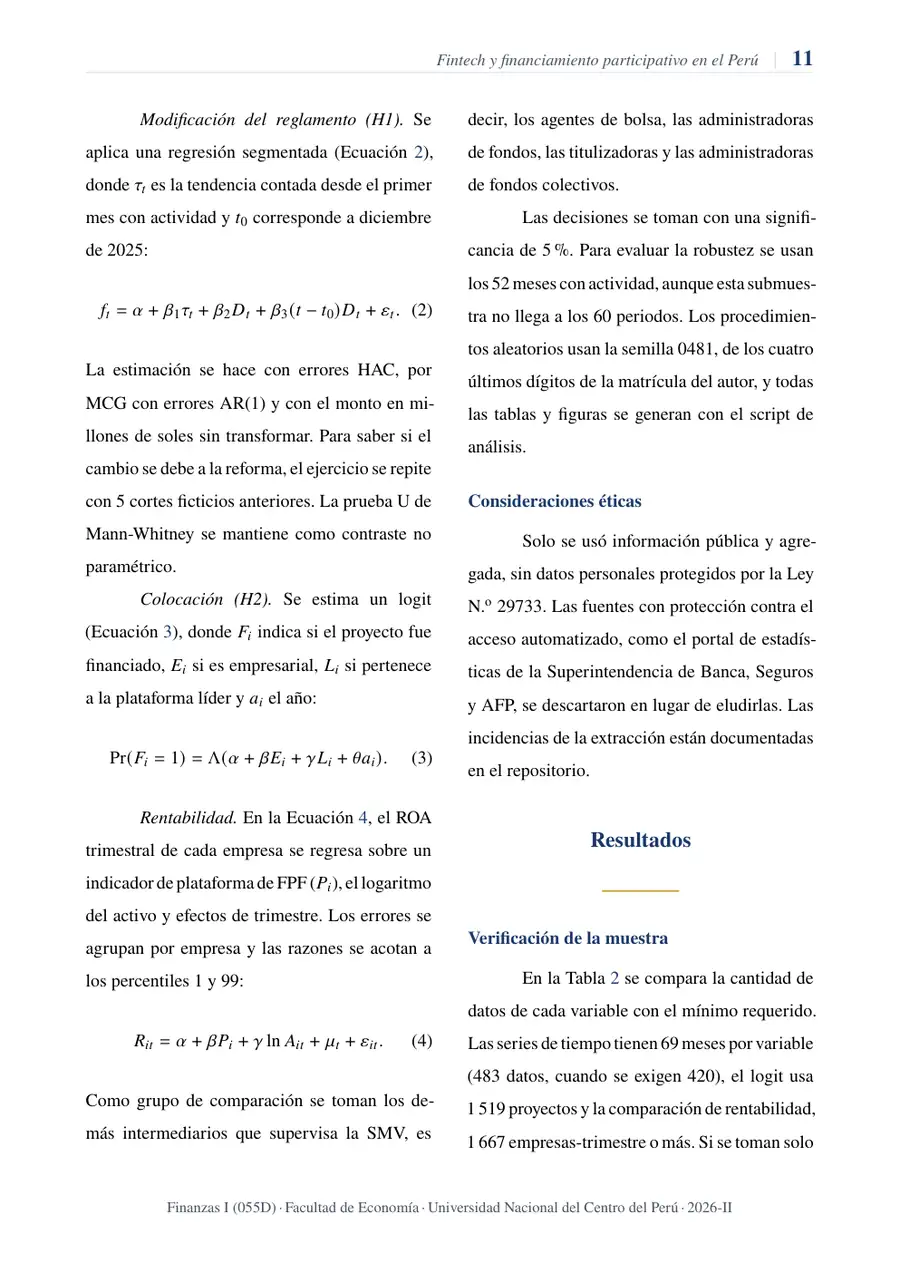 Fintech y financiamiento participativo en el Perú | 11
Modificación del reglamento (H1). Se
aplica una regresión segmentada (Ecuación 2),
donde τt es la tendencia contada desde el primer
mes con actividad y t0 corresponde a diciembre
de 2025:
ft = α + β1τt + β2Dt + β3(t − t0)Dt + εt. (2)
La estimación se hace con errores HAC, por
MCG con errores AR(1) y con el monto en mi-
llones de soles sin transformar. Para saber si el
cambio se debe a la reforma, el ejercicio se repite
con 5 cortes ficticios anteriores. La prueba U de
Mann-Whitney se mantiene como contraste no
paramétrico.
Colocación (H2). Se estima un logit
(Ecuación 3), donde Fi indica si el proyecto fue
financiado, Ei si es empresarial, Li si pertenece
a la plataforma líder y ai el año:
Pr(Fi = 1) = Λ(α + βEi + γLi + θai). (3)
Rentabilidad. En la Ecuación 4, el ROA
trimestral de cada empresa se regresa sobre un
indicador de plataforma de FPF (Pi), el logaritmo
del activo y efectos de trimestre. Los errores se
agrupan por empresa y las razones se acotan a
los percentiles 1 y 99:
Rit = α + βPi + γ ln Ait + μt + εit. (4)
Como grupo de comparación se toman los de-
más intermediarios que supervisa la SMV, es
decir, los agentes de bolsa, las administradoras
de fondos, las titulizadoras y las administradoras
de fondos colectivos.
Las decisiones se toman con una signifi-
cancia de 5 %. Para evaluar la robustez se usan
los 52 meses con actividad, aunque esta submues-
tra no llega a los 60 periodos. Los procedimien-
tos aleatorios usan la semilla 0481, de los cuatro
últimos dígitos de la matrícula del autor, y todas
las tablas y figuras se generan con el script de
análisis.
Consideraciones éticas
Solo se usó información pública y agre-
gada, sin datos personales protegidos por la Ley
N.º 29733. Las fuentes con protección contra el
acceso automatizado, como el portal de estadís-
ticas de la Superintendencia de Banca, Seguros
y AFP, se descartaron en lugar de eludirlas. Las
incidencias de la extracción están documentadas
en el repositorio.
Resultados
Verificación de la muestra
En la Tabla 2 se compara la cantidad de
datos de cada variable con el mínimo requerido.
Las series de tiempo tienen 69 meses por variable
(483 datos, cuando se exigen 420), el logit usa
1 519 proyectos y la comparación de rentabilidad,
1 667 empresas-trimestre o más. Si se toman solo
Finanzas I (055D) · Facultad de Economía · Universidad Nacional del Centro del Perú · 2026-II